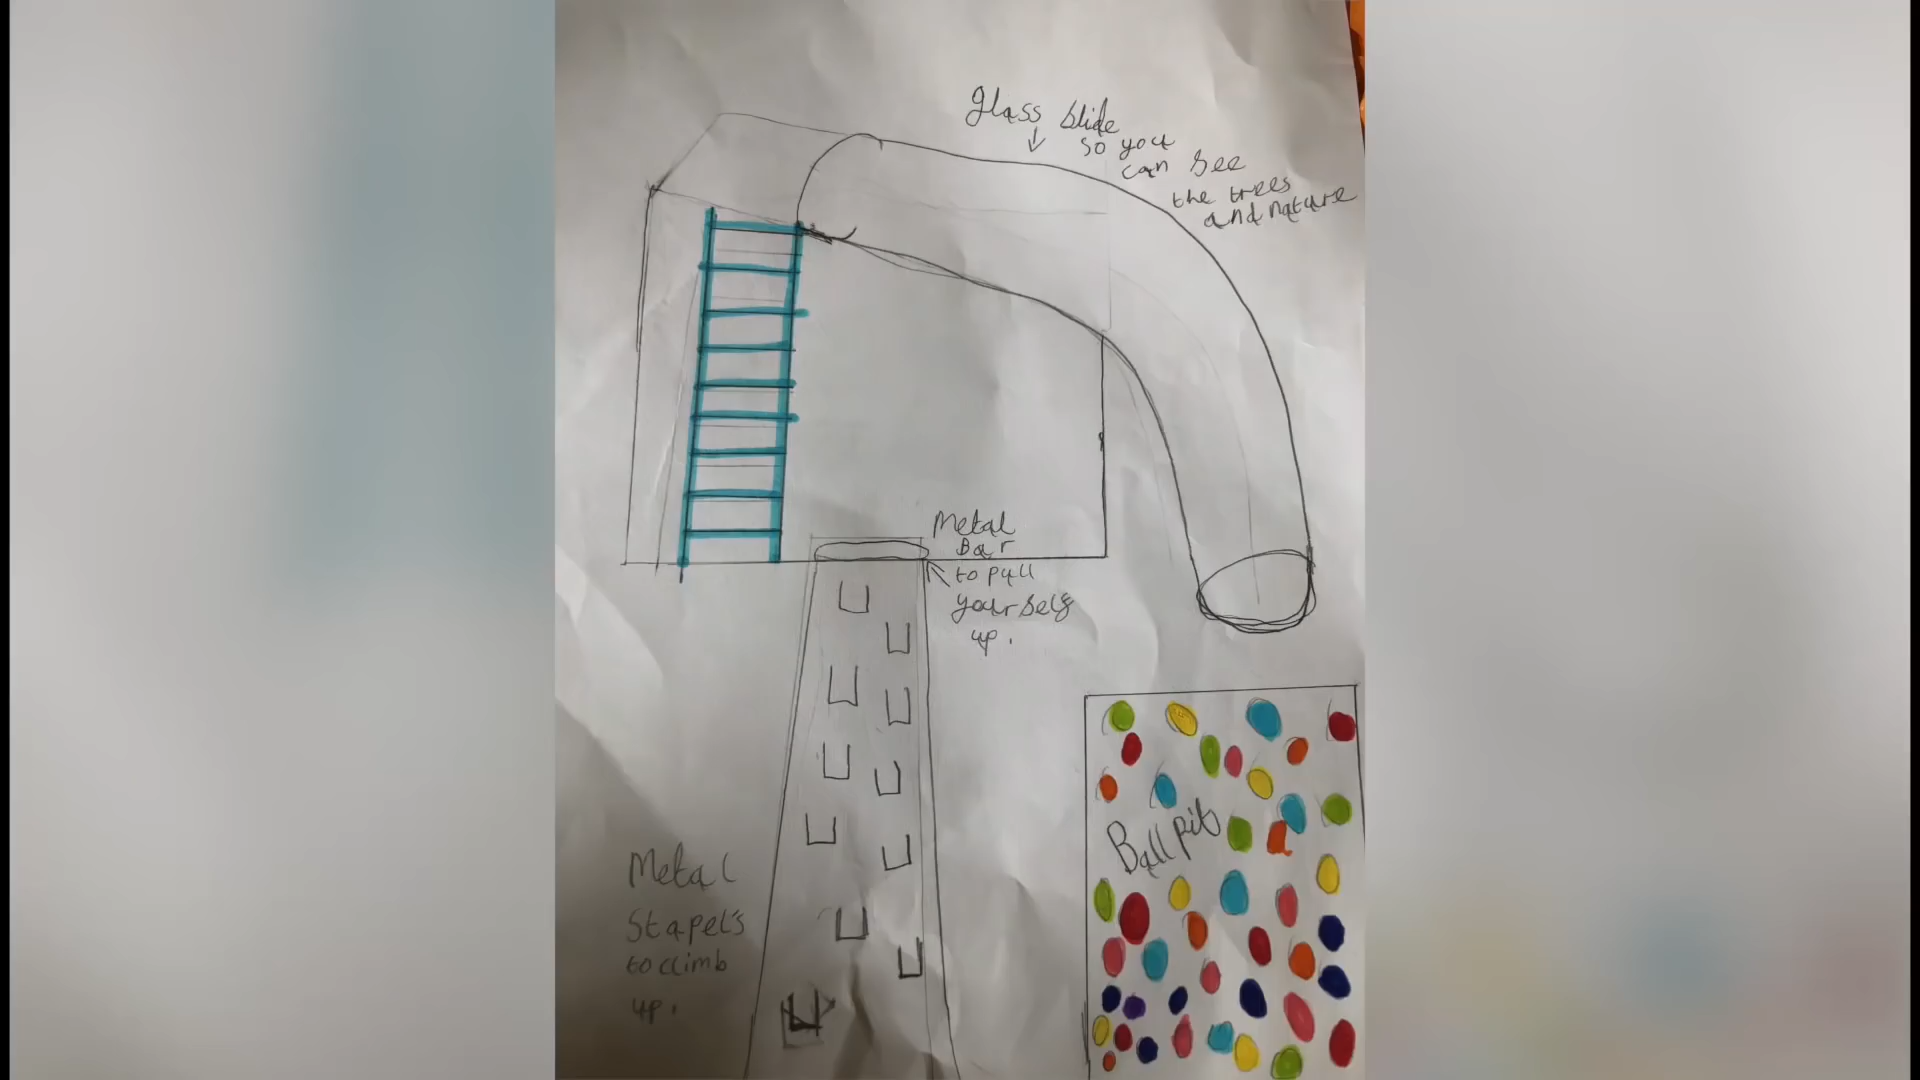 Glass slide
so you
can see
the trees
and nature
Metal
Bar
to pull
yourself
up.
Ball pit
Metal
Stapels
to climb
up.